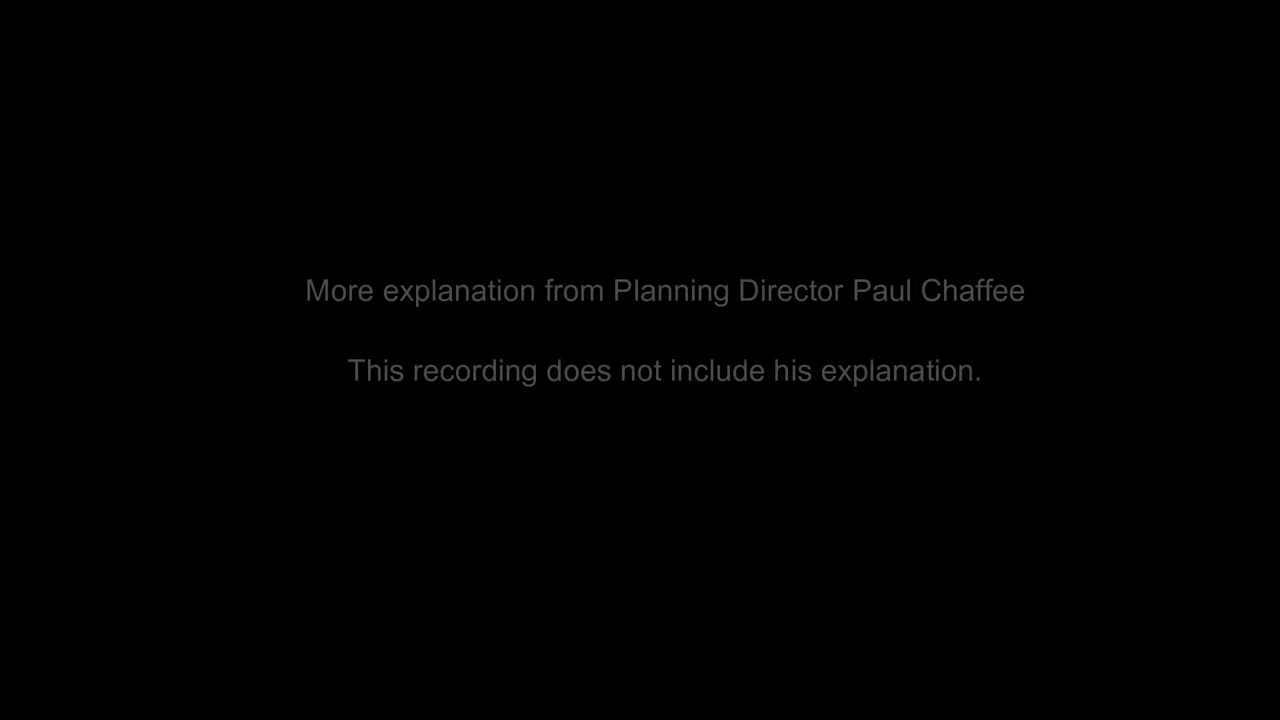 More explanation from Planning Director Paul Chaffee
This recording does not include his explanation.